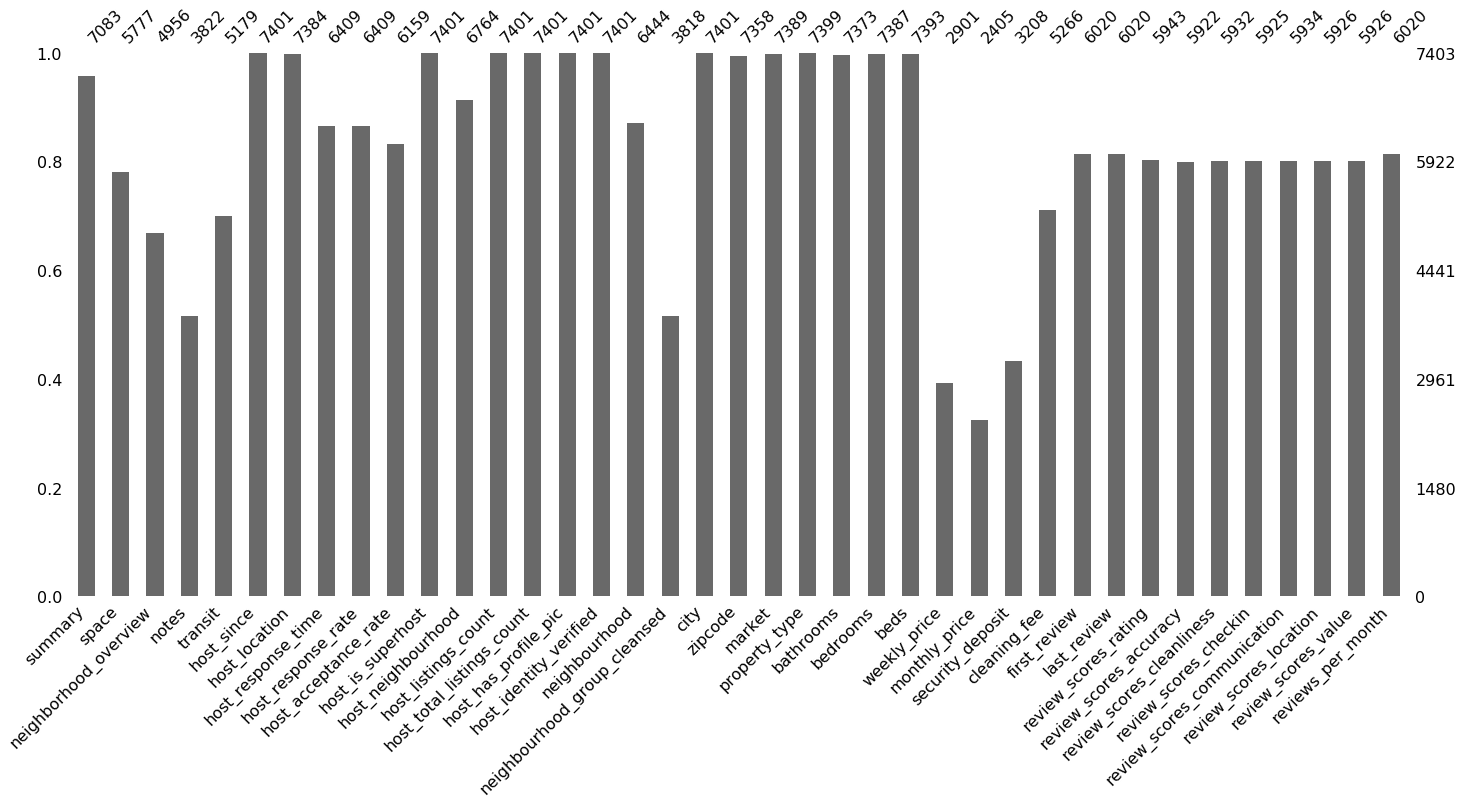 7083
5777
4956
3822
5179
7401
7384
6409
6409
6159
7401
6764
7401
7401
7401
7401
6444
3818
7401
7358
7389
7399
7373
7387
7393
2901
2405
3208
5266
6020
6020
5943
5922
5932
5925
5934
5926
5926
6020
1.0
0.8
0.6
0.4
0.2
0.0
7403
5922
4441
2961
1480
0
summary
space
neighborhood_overview
notes
transit
host_since
host_location
host_response_time
host_response_rate
host_acceptance_rate
host_is_superhost
host_neighbourhood
host_listings_count
host_total_listings_count
host_has_profile_pic
host_identity_verified
neighbourhood
neighbourhood_group_cleansed
city
zipcode
market
property_type
bathrooms
bedrooms
beds
weekly_price
monthly_price
security_deposit
cleaning_fee
first_review
last_review
review_scores_rating
review_scores_accuracy
review_scores_cleanliness
review_scores_checkin
review_scores_communication
review_scores_location
review_scores_value
reviews_per_month